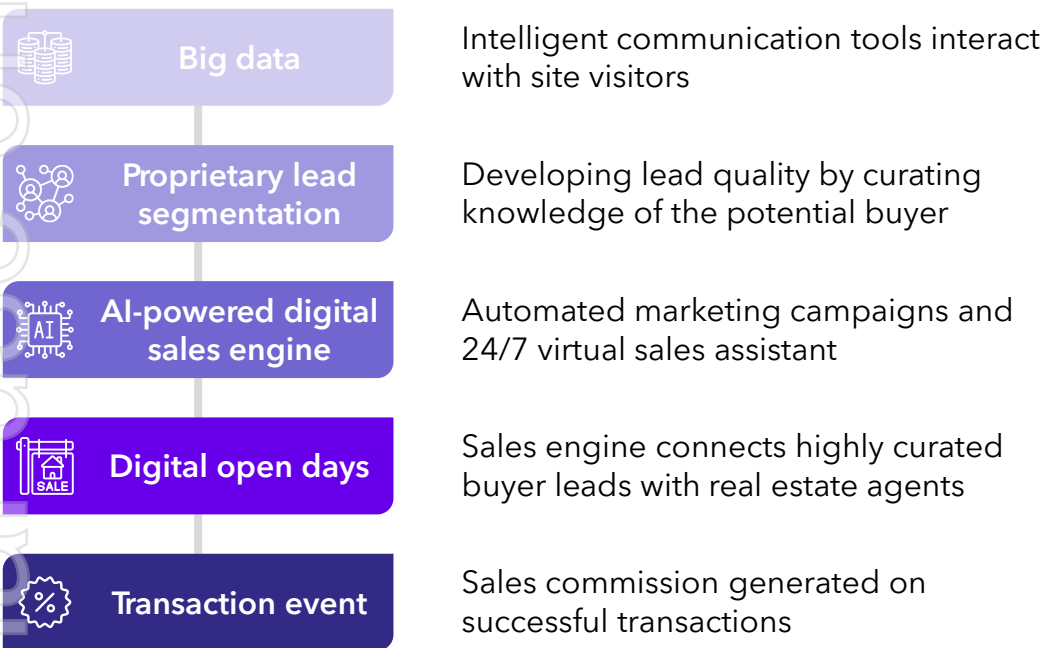 Big data
Intelligent communication tools interact
with site visitors
Proprietary lead
segmentation
Developing lead quality by curating
knowledge of the potential buyer
AI
AI-powered digital
sales engine
Automated marketing campaigns and
24/7 virtual sales assistant
SALE
Digital open days
Sales engine connects highly curated
buyer leads with real estate agents
%
Transaction event
Sales commission generated on
successful transactions